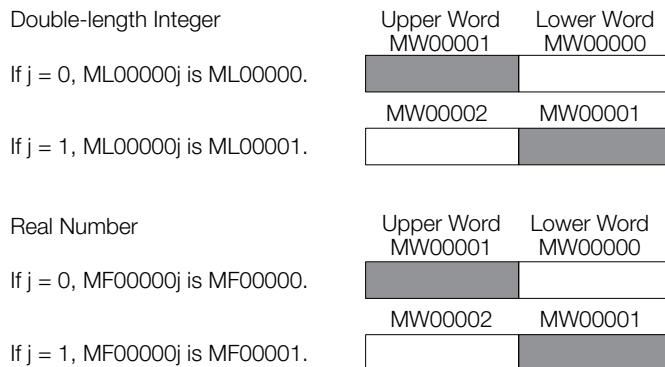 Double-length Integer
Upper Word Lower Word
MW00001 MW00000
If j = 0, ML00000j is ML00000.
MW00002 MW00001
If j = 1, ML00000j is ML00001.
Real Number
Upper Word Lower Word
MW00001 MW00000
If j = 0, MF00000j is MF00000.
MW00002 MW00001
If j = 1, MF00000j is MF00001.